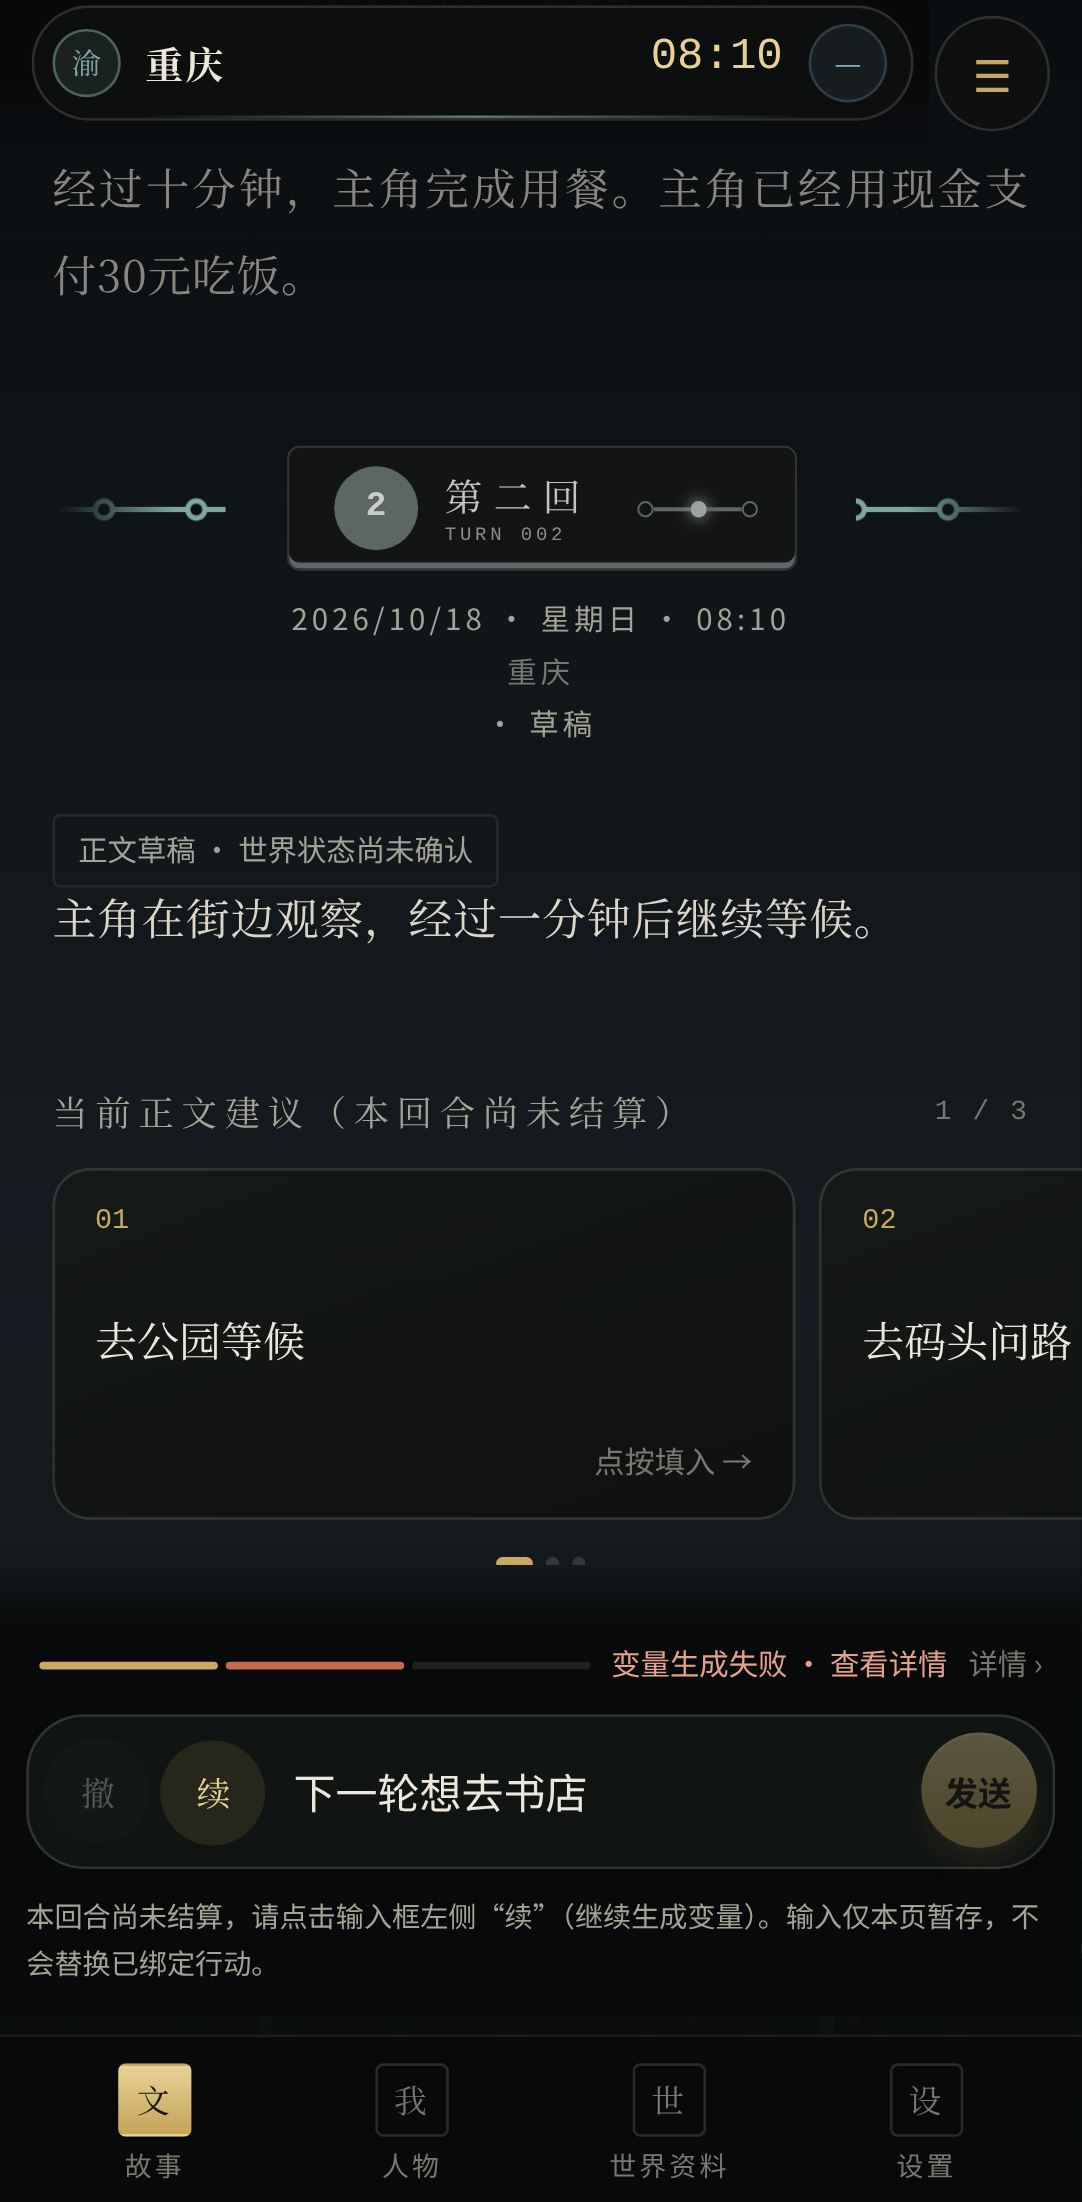 渝 重庆 08:10 — ☰
经过十分钟，主角完成用餐。主角已经用现金支
付30元吃饭。
2 第二回
TURN 002
2026/10/18 · 星期日 · 08:10
重庆
· 草稿
正文草稿 · 世界状态尚未确认
主角在街边观察，经过一分钟后继续等候。
当前正文建议（本回合尚未结算） 1 / 3
01
去公园等候
点按填入 →
02
去码头问路
变量生成失败 · 查看详情 详情 ›
撤 续 下一轮想去书店 发送
本回合尚未结算，请点击输入框左侧“续”（继续生成变量）。输入仅本页暂存，不
会替换已绑定行动。
文 我 世 设
故事 人物 世界资料 设置